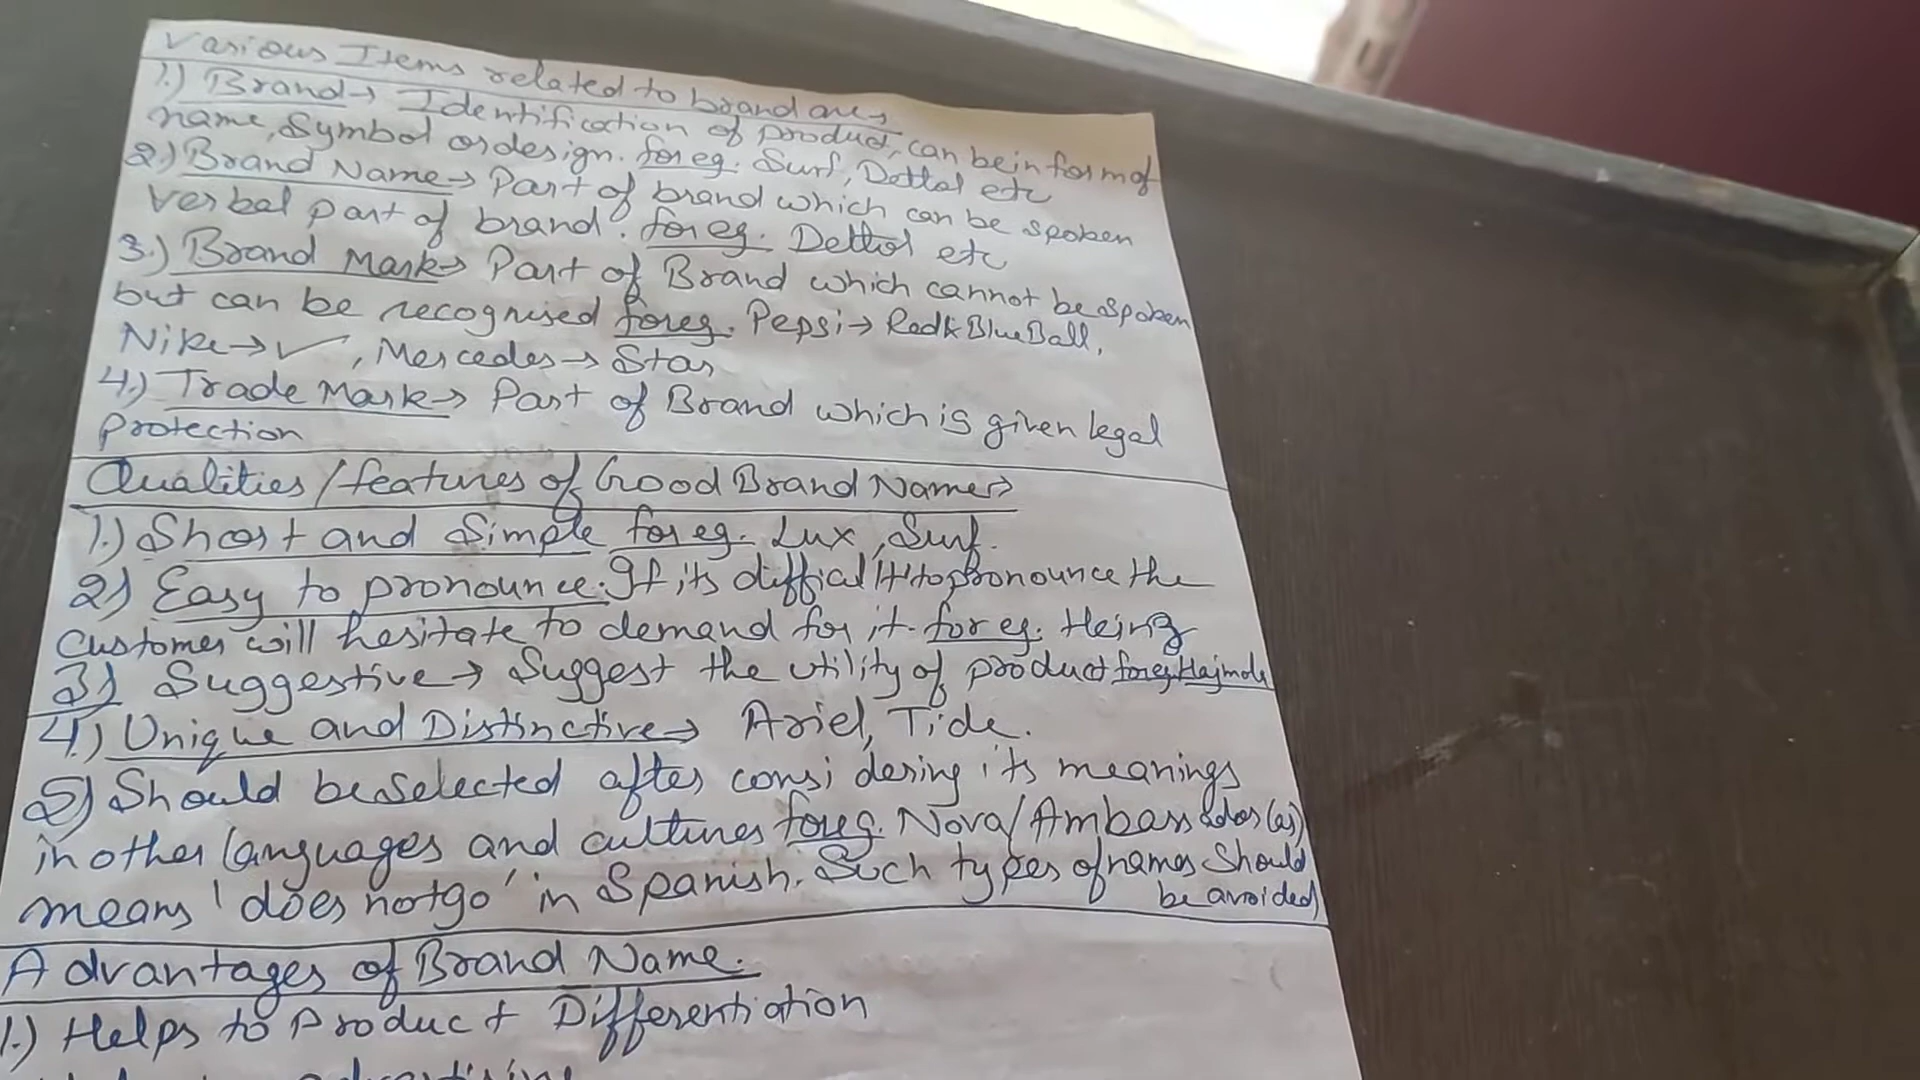 Various Items related to brand are→
1.) Brand→ Identification of product, can be in form of
name, Symbol or design. for eg. Surf, Dettol etc
2.) Brand Name→ Part of brand which can be spoken
Verbal part of brand. for eg. Dettol etc
3.) Brand Mark→ Part of Brand which cannot be spoken
but can be recognised for eg. Pepsi→ Red & Blue Ball,
Nike→ ✓, Mercedes→ Star
4.) Trade Mark→ Part of Brand which is given legal
Protection
Qualities/features of Good Brand Name→
1.) Short and Simple for eg. Lux, Surf.
2) Easy to pronounce. If its difficult to pronounce the
Customer will hesitate to demand for it. for eg.
3) Suggestive→ Suggest the utility of product for eg. Hajmola
4.) Unique and Distinctive→ Ariel, Tide.
5) Should be selected after considering its meanings
in other languages and cultures for eg. Nova/Ambassador (as)
means 'does not go' in Spanish. Such types of names Should
be avoided
Advantages of Brand Name.
1.) Helps to Product Differentiation
advertising